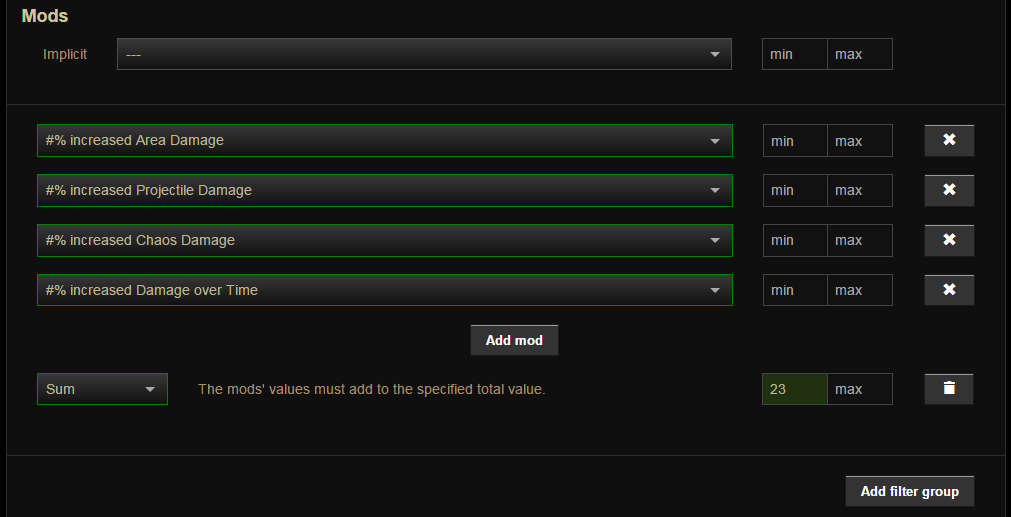 Mods
Implicit --- min max
#% increased Area Damage min max
#% increased Projectile Damage min max
#% increased Chaos Damage min max
#% increased Damage over Time min max
Add mod
Sum The mods' values must add to the specified total value. 23 max
Add filter group